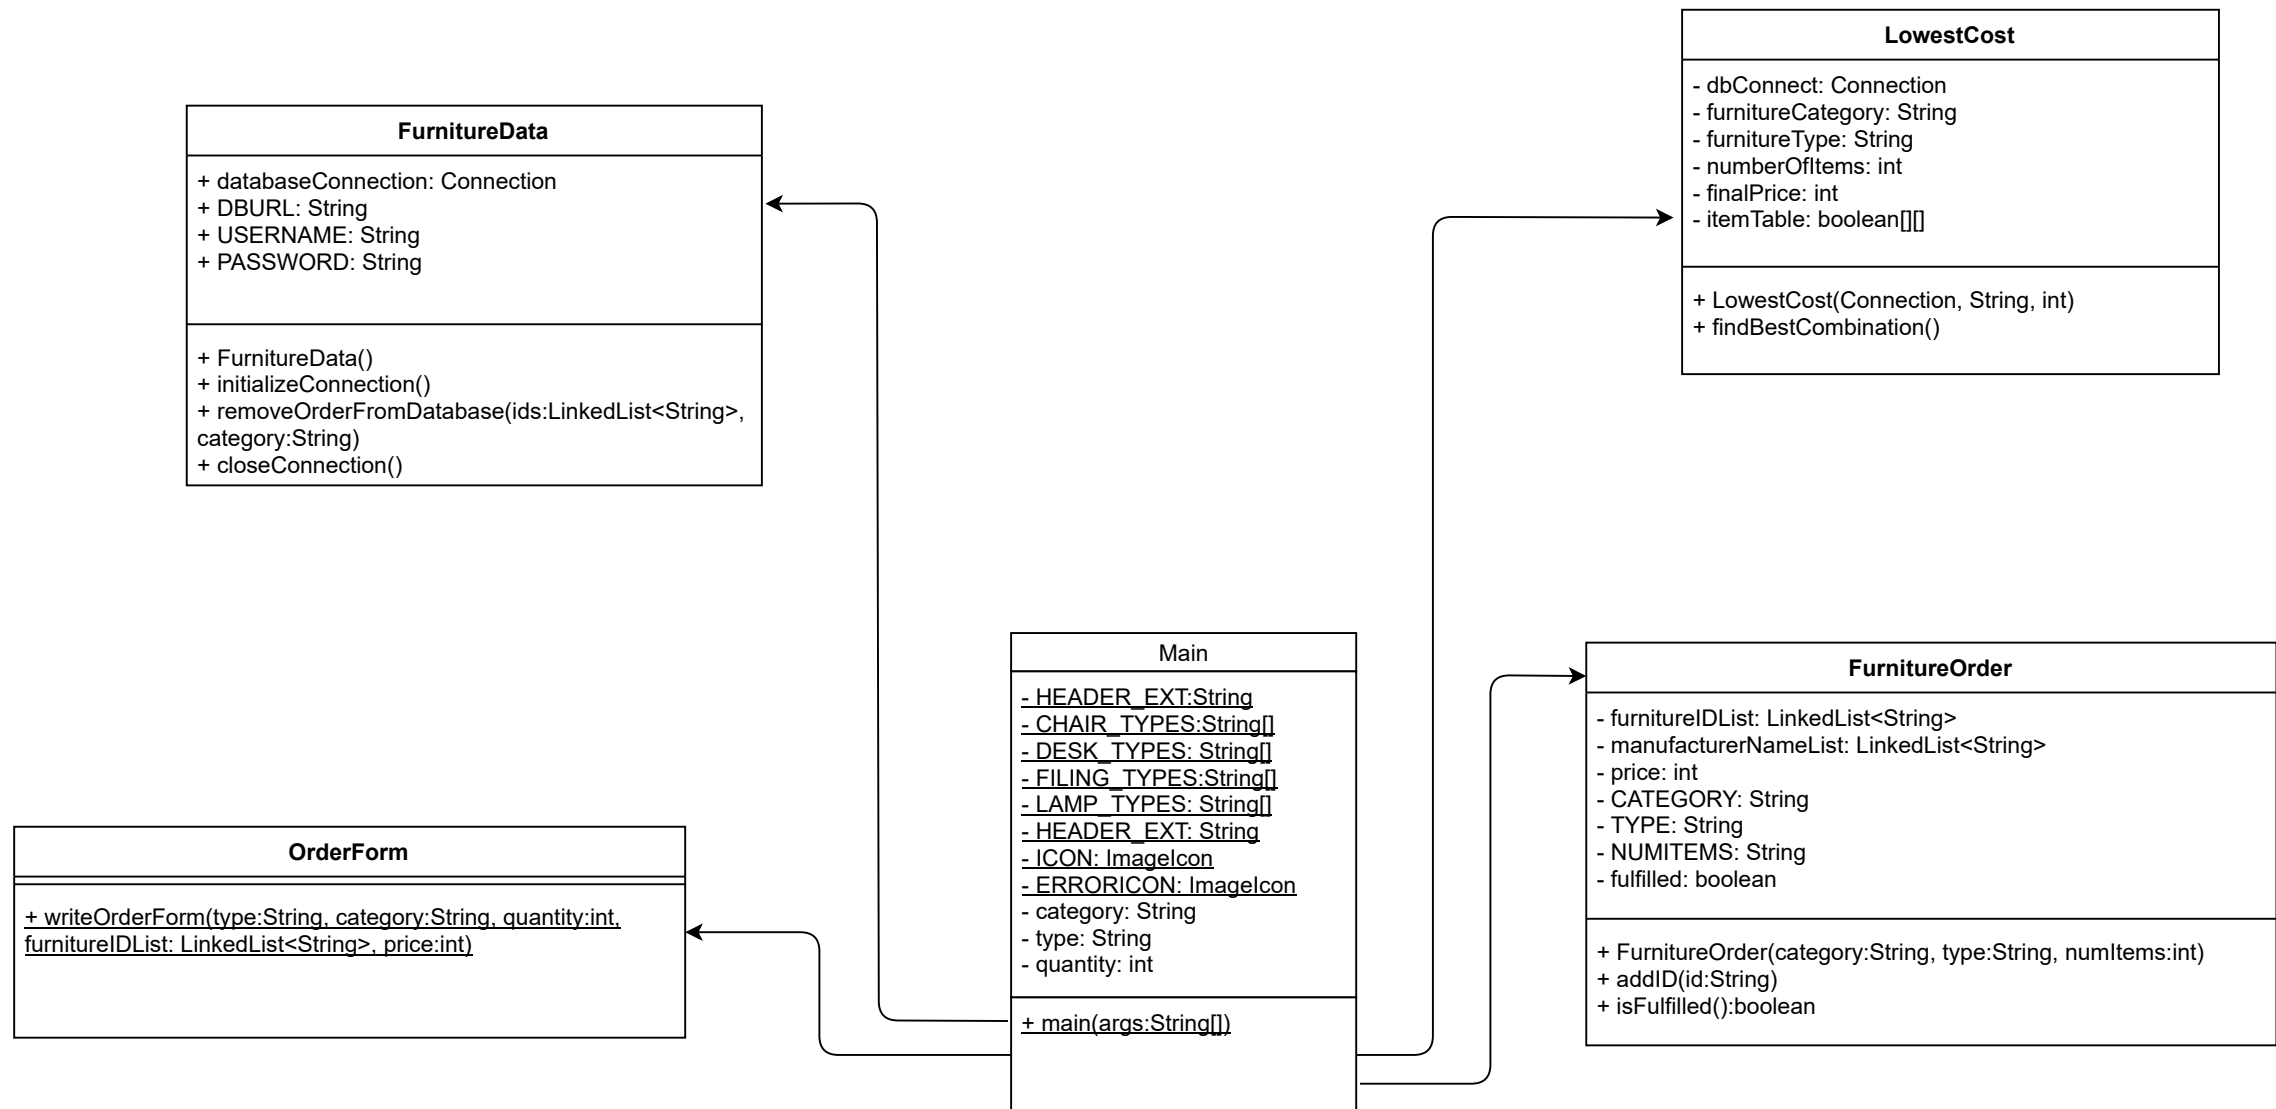 LowestCost
- dbConnect: Connection
- furnitureCategory: String
- furnitureType: String
- numberOfItems: int
- finalPrice: int
- itemTable: boolean[][]
+ LowestCost(Connection, String, int)
+ findBestCombination()
FurnitureData
+ databaseConnection: Connection
+ DBURL: String
+ USERNAME: String
+ PASSWORD: String
+ FurnitureData()
+ initializeConnection()
+ removeOrderFromDatabase(ids:LinkedList<String>,
category:String)
+ closeConnection()
Main
- HEADER_EXT:String
- CHAIR_TYPES:String[]
- DESK_TYPES: String[]
- FILING_TYPES:String[]
- LAMP_TYPES: String[]
- HEADER_EXT: String
- ICON: ImageIcon
- ERRORICON: ImageIcon
- category: String
- type: String
- quantity: int
+ main(args:String[])
FurnitureOrder
- furnitureIDList: LinkedList<String>
- manufacturerNameList: LinkedList<String>
- price: int
- CATEGORY: String
- TYPE: String
- NUMITEMS: String
- fulfilled: boolean
+ FurnitureOrder(category:String, type:String, numItems:int)
+ addID(id:String)
+ isFulfilled():boolean
OrderForm
+ writeOrderForm(type:String, category:String, quantity:int,
furnitureIDList: LinkedList<String>, price:int)